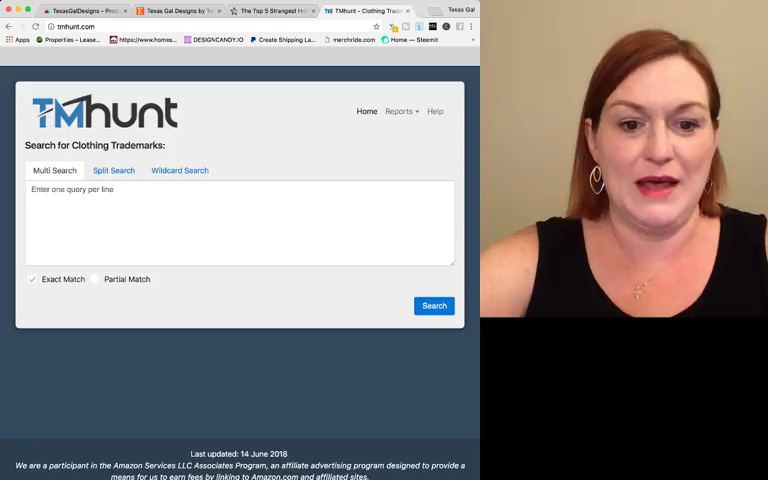 TexasGalDesigns - Prod
Texas Gal Designs by Te
The Top 5 Strangest Ho
TMhunt - Clothing Trade
Texas Gal
tmhunt.com
Apps
Properties – Lease...
https://www.homes...
DESIGNCANDY.IO
Create Shipping La...
merchride.com
Home — Steemit
TMhunt
Home
Reports
Help
Search for Clothing Trademarks:
Multi Search
Split Search
Wildcard Search
Enter one query per line
Exact Match
Partial Match
Search
Last updated: 14 June 2018
We are a participant in the Amazon Services LLC Associates Program, an affiliate advertising program designed to provide a
means for us to earn fees by linking to Amazon.com and affiliated sites.